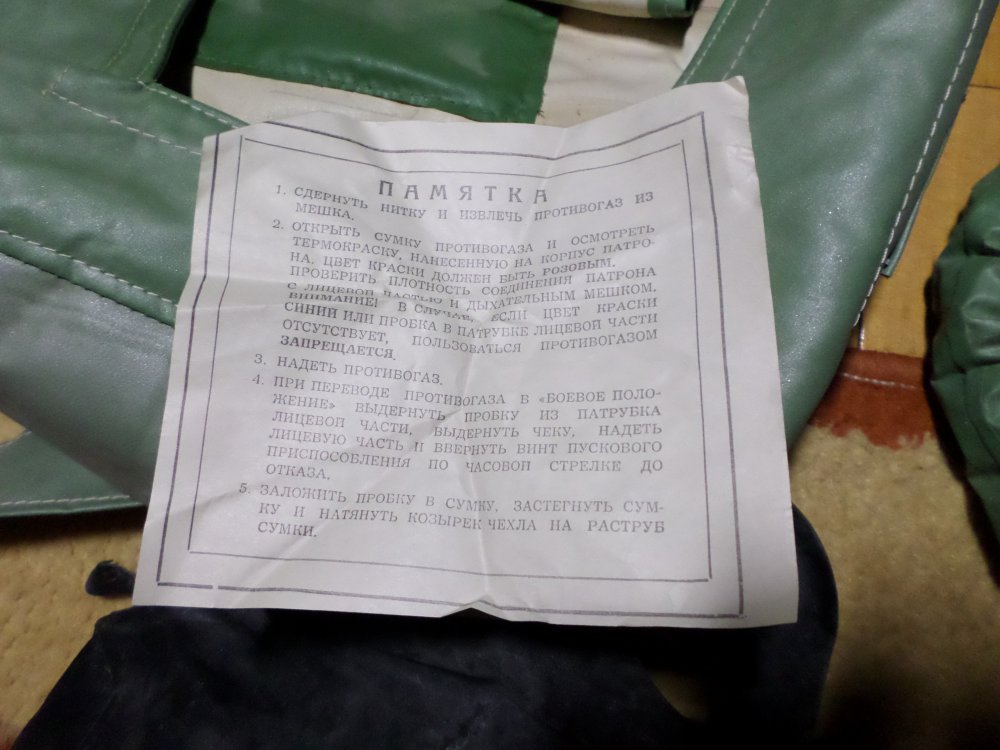 ПАМЯТКА
1. СДЕРНУТЬ НИТКУ И ИЗВЛЕЧЬ ПРОТИВОГАЗ ИЗ
МЕШКА.
2. ОТКРЫТЬ СУМКУ ПРОТИВОГАЗА И ОСМОТРЕТЬ
ТЕРМОКРАСКУ, НАНЕСЕННУЮ НА КОРПУС ПАТРО-
НА. ЦВЕТ КРАСКИ ДОЛЖЕН БЫТЬ РОЗОВЫМ.
ПРОВЕРИТЬ ПЛОТНОСТЬ СОЕДИНЕНИЯ ПАТРОНА
С ЛИЦЕВОЙ ЧАСТЬЮ И ДЫХАТЕЛЬНЫМ МЕШКОМ.
ВНИМАНИЕ! В СЛУЧАЕ, ЕСЛИ ЦВЕТ КРАСКИ
СИНИЙ ИЛИ ПРОБКА В ПАТРУБКЕ ЛИЦЕВОЙ ЧАСТИ
ОТСУТСТВУЕТ, ПОЛЬЗОВАТЬСЯ ПРОТИВОГАЗОМ
ЗАПРЕЩАЕТСЯ.
3. НАДЕТЬ ПРОТИВОГАЗ.
4. ПРИ ПЕРЕВОДЕ ПРОТИВОГАЗА В «БОЕВОЕ ПОЛО-
ЖЕНИЕ» ВЫДЕРНУТЬ ПРОБКУ ИЗ ПАТРУБКА
ЛИЦЕВОЙ ЧАСТИ, ВЫДЕРНУТЬ ЧЕКУ, НАДЕТЬ
ЛИЦЕВУЮ ЧАСТЬ И ВВЕРНУТЬ ВИНТ ПУСКОВОГО
ПРИСПОСОБЛЕНИЯ ПО ЧАСОВОЙ СТРЕЛКЕ ДО
ОТКАЗА.
5. ЗАЛОЖИТЬ ПРОБКУ В СУМКУ, ЗАСТЕГНУТЬ СУМ-
КУ И НАТЯНУТЬ КОЗЫРЕК ЧЕХЛА НА РАСТРУБ
СУМКИ.